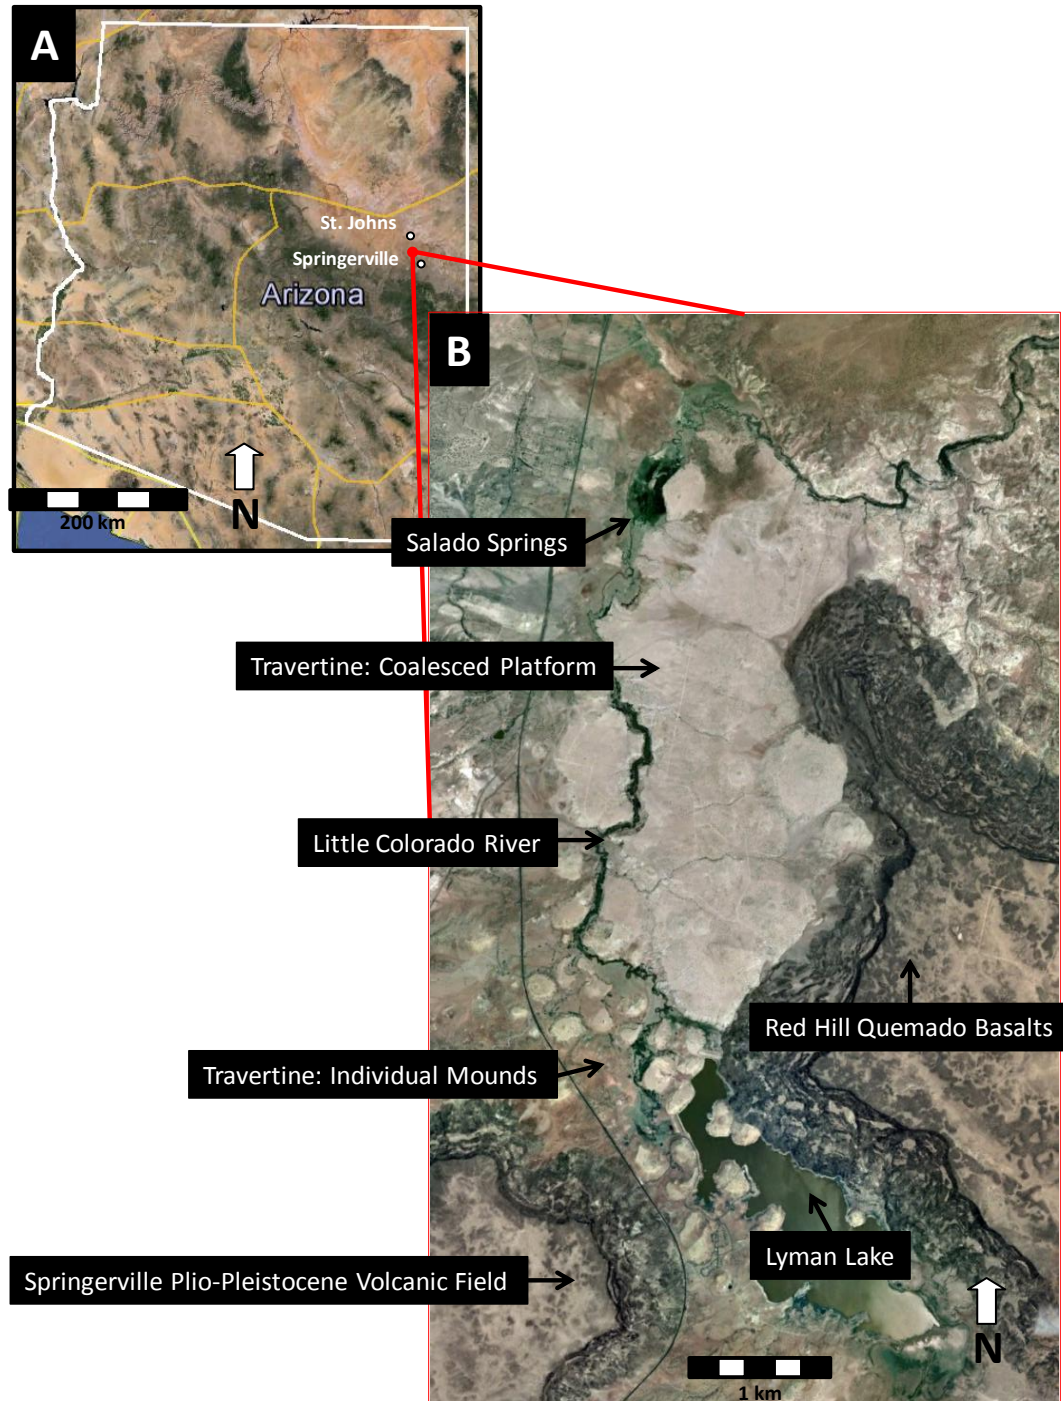 A
St. Johns
Springerville
Arizona
N
200 km
B
Salado Springs
Travertine: Coalesced Platform
Little Colorado River
Red Hill Quemado Basalts
Travertine: Individual Mounds
Lyman Lake
Springerville Plio-Pleistocene Volcanic Field
N
1 km